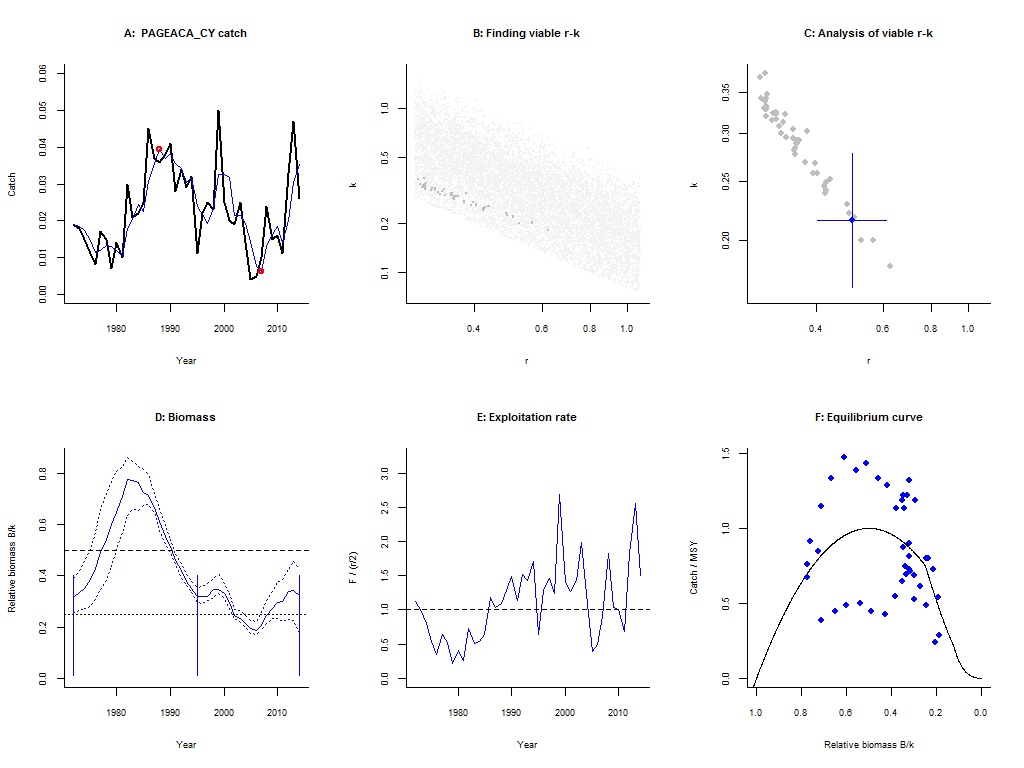 A: PAGEACA_CY catch
Catch
0.00 0.01 0.02 0.03 0.04 0.05 0.06
1980 1990 2000 2010
Year
B: Finding viable r-k
k
0.1 0.2 0.5 1.0
0.4 0.6 0.8 1.0
r
C: Analysis of viable r-k
k
0.20 0.25 0.30 0.35
0.4 0.6 0.8 1.0
r
D: Biomass
Relative biomass B/k
0.0 0.2 0.4 0.6 0.8
1980 1990 2000 2010
Year
E: Exploitation rate
F / (r/2)
0.0 0.5 1.0 1.5 2.0 2.5 3.0
1980 1990 2000 2010
Year
F: Equilibrium curve
Catch / MSY
0.0 0.5 1.0 1.5
1.0 0.8 0.6 0.4 0.2 0.0
Relative biomass B/k